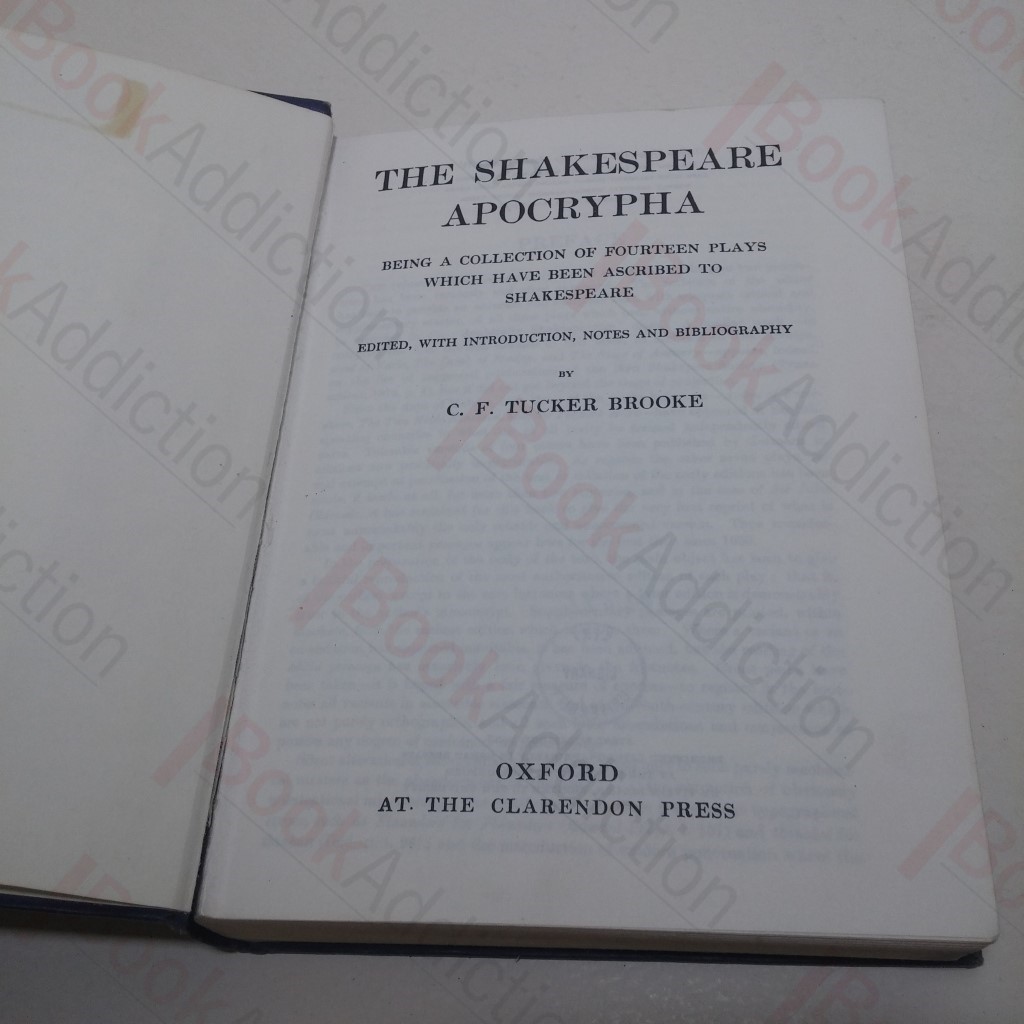 THE SHAKESPEARE
APOCRYPHA
BEING A COLLECTION OF FOURTEEN PLAYS
WHICH HAVE BEEN ASCRIBED TO
SHAKESPEARE
EDITED, WITH INTRODUCTION, NOTES AND BIBLIOGRAPHY
BY
C. F. TUCKER BROOKE
OXFORD
AT THE CLARENDON PRESS
BookAddiction